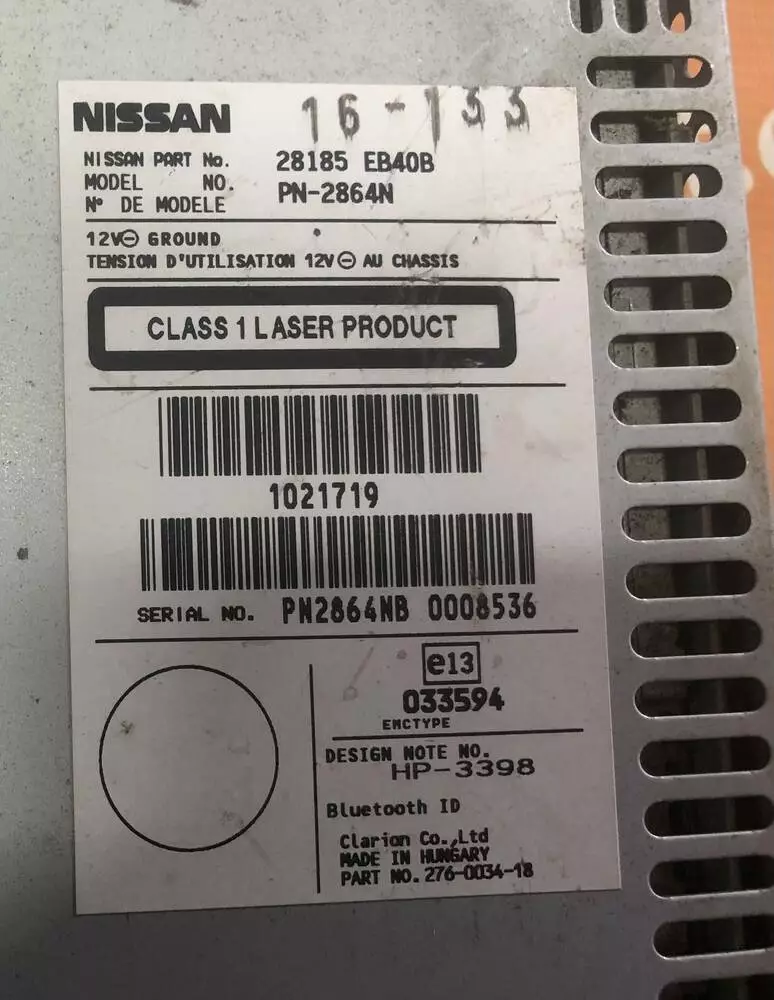 NISSAN 16-133
NISSAN PART No. 28185 EB40B
MODEL NO. PN-2864N
N° DE MODELE
12V⊖ GROUND
TENSION D'UTILISATION 12V⊖ AU CHASSIS
CLASS 1 LASER PRODUCT
1021719
SERIAL NO. PN2864NB 0008536
e13
033594
EMCTYPE
DESIGN NOTE NO.
HP-3398
Bluetooth ID
Clarion Co.,Ltd
MADE IN HUNGARY
PART NO. 276-0034-18